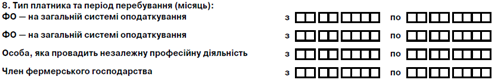 8. Тип платника та період перебування (місяць):
ФО — на загальній системі оподаткування з по
ФО — на загальній системі оподаткування з по
Особа, яка провадить незалежну професійну діяльність з по
Член фермерського господарства з по